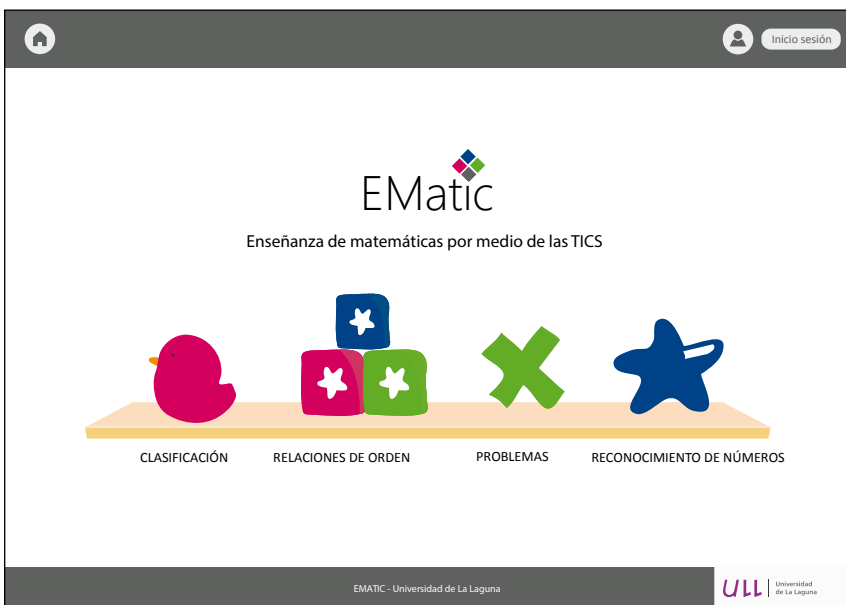 Inicio sesión
EMatic
Enseñanza de matemáticas por medio de las TICS
CLASIFICACIÓN
RELACIONES DE ORDEN
PROBLEMAS
RECONOCIMIENTO DE NÚMEROS
EMATIC - Universidad de La Laguna
ULL
Universidad
de La Laguna